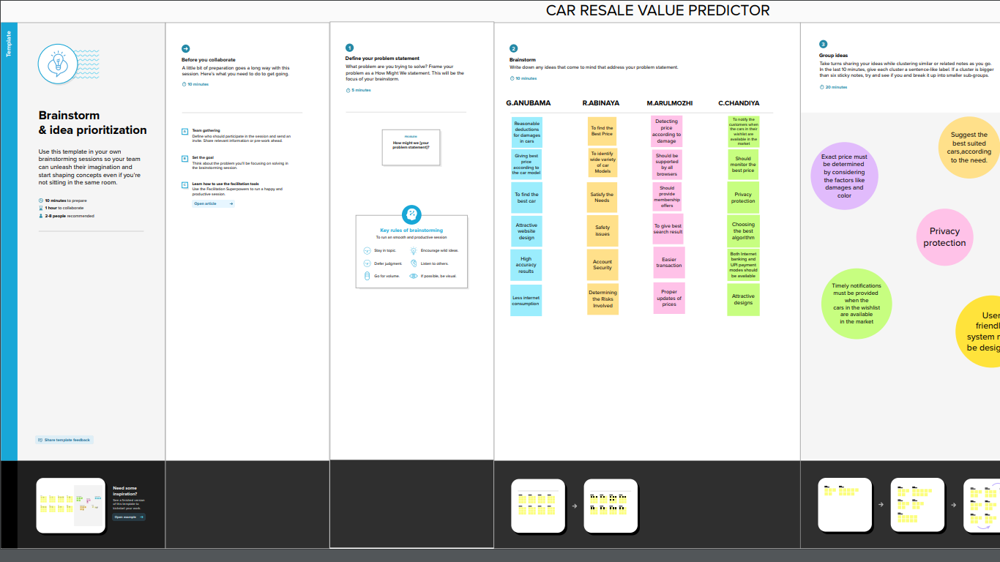 CAR RESALE VALUE PREDICTOR
Template
Brainstorm
& idea prioritization
Use this template in your own
brainstorming sessions so your team
can unleash their imagination and
start shaping concepts even if you're
not sitting in the same room.
10 minutes to prepare
1 hour to collaborate
2-8 people recommended
Share template feedback
Need some
inspiration?
See a finished version
of this template to
kickstart your work.
Open example
Before you collaborate
A little bit of preparation goes a long way with this
session. Here's what you need to do to get going.
10 minutes
A
Team gathering
Define who should participate in the session and send an
invite. Share relevant information or pre-work ahead.
B
Set the goal
Think about the problem you'll be focusing on solving in
the brainstorming session.
C
Learn how to use the facilitation tools
Use the Facilitation Superpowers to run a happy and
productive session.
Open article
1
Define your problem statement
What problem are you trying to solve? Frame your
problem as a How Might We statement. This will be the
focus of your brainstorm.
5 minutes
PROBLEM
How might we [your
problem statement]?
Key rules of brainstorming
To run an smooth and productive session
Stay in topic.
Encourage wild ideas.
Defer judgment.
Listen to others.
Go for volume.
If possible, be visual.
2
Brainstorm
Write down any ideas that come to mind that address your problem statement.
10 minutes
G.ANUBAMA
R.ABINAYA
M.ARULMOZHI
C.CHANDIYA
Reasonable
deductions
for damages
in cars
To find the
Best Price
Detecting
price
according to
damage
To notify the
customers when
the cars in their
wishlist are
available in the
market
Giving best
price
according to
the car model
To identify
wide variety
of car
Models
Should be
supported
by all
browsers
Should
monitor the
best price
To find the
best car
Satisfy the
Needs
Should
provide
membership
offers
Privacy
protection
Attractive
website
design
Safety
issues
To give best
search result
Choosing
the best
algorithm
High
accuracy
results
Account
Security
Easier
transaction
Both Internet
banking and
UPI payment
modes should
be available
Less internet
consumption
Determining
the Risks
Involved
Proper
updates of
prices
Attractive
designs
3
Group ideas
Take turns sharing your ideas while clustering similar or related notes as you go.
In the last 10 minutes, give each cluster a sentence-like label. If a cluster is bigger
than six sticky notes, try and see if you and break it up into smaller sub-groups.
20 minutes
Suggest the
best suited
cars,according
to the need.
Exact price must
be determined
by considering
the factors like
damages and
color
Privacy
protection
Timely notifications
must be provided
when the
cars in the wishlist
are available
in the market
User
friendl
system m
be desig